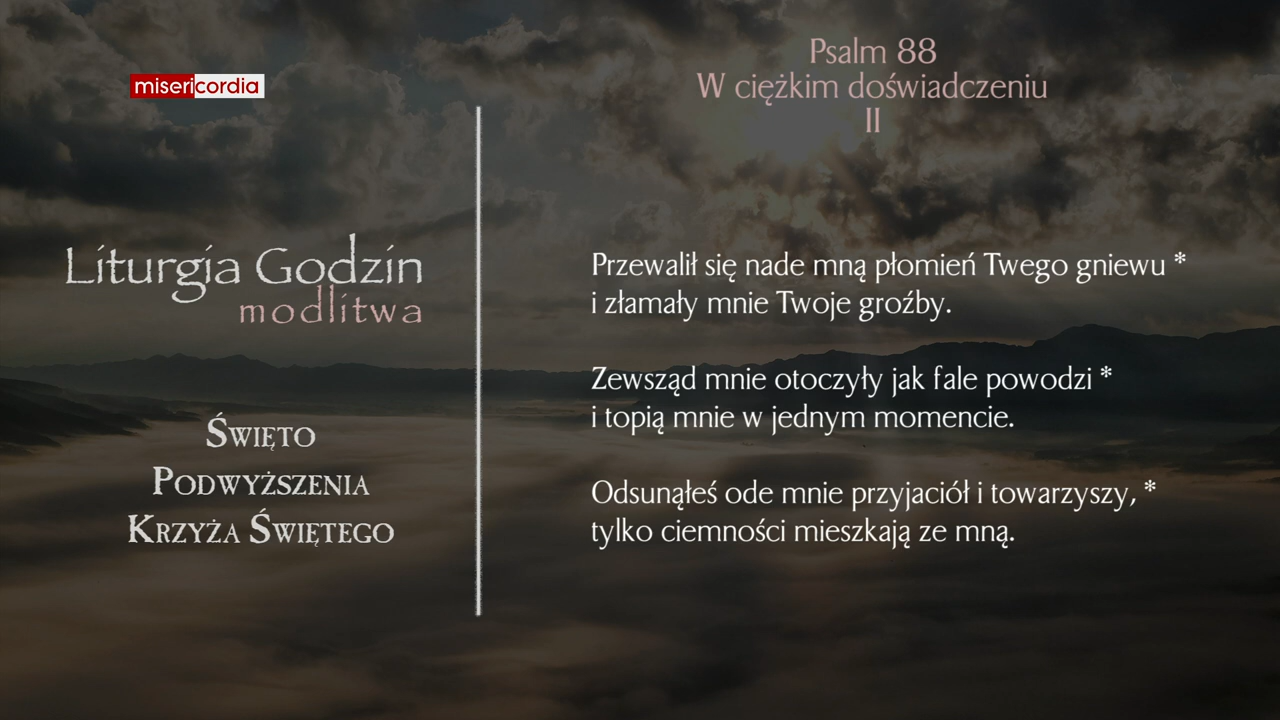 misericordia
Liturgia Godzin
modlitwa
Święto
Podwyższenia
Krzyża Świętego
Psalm 88
W ciężkim doświadczeniu
II
Przewalił się nade mną płomień Twego gniewu *
i złamały mnie Twoje groźby.
Zewsząd mnie otoczyły jak fale powodzi *
i topią mnie w jednym momencie.
Odsunąłeś ode mnie przyjaciół i towarzyszy, *
tylko ciemności mieszkają ze mną.